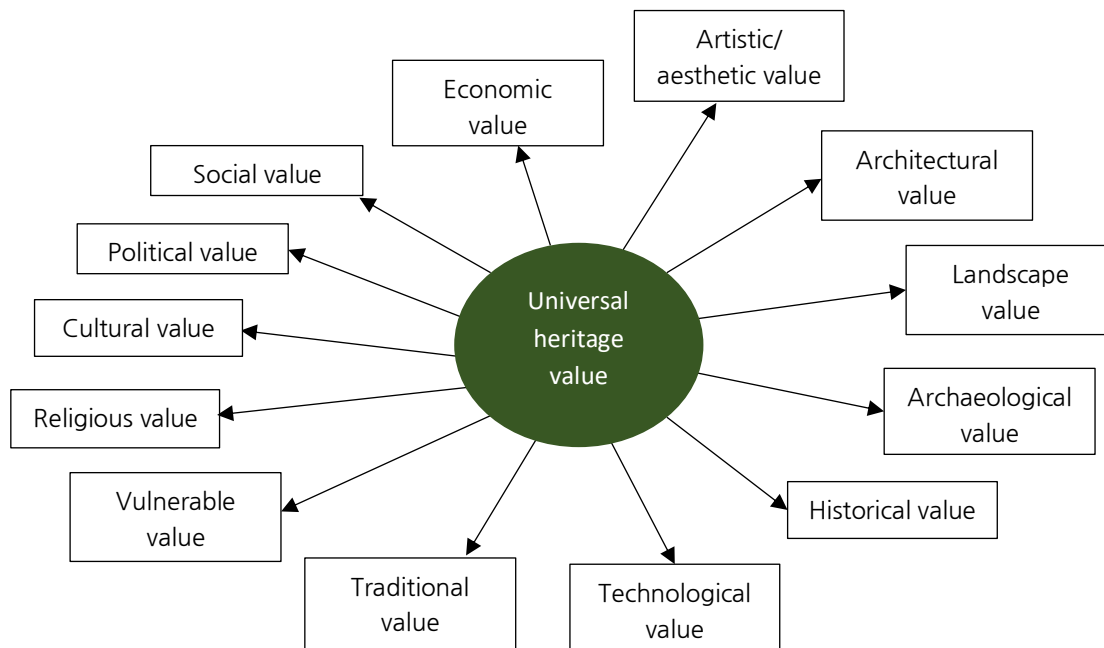 Artistic/
aesthetic value
Economic
value
Architectural
value
Social value
Political value
Landscape
value
Universal
heritage
value
Cultural value
Archaeological
value
Religious value
Vulnerable
value
Historical value
Traditional
value
Technological
value